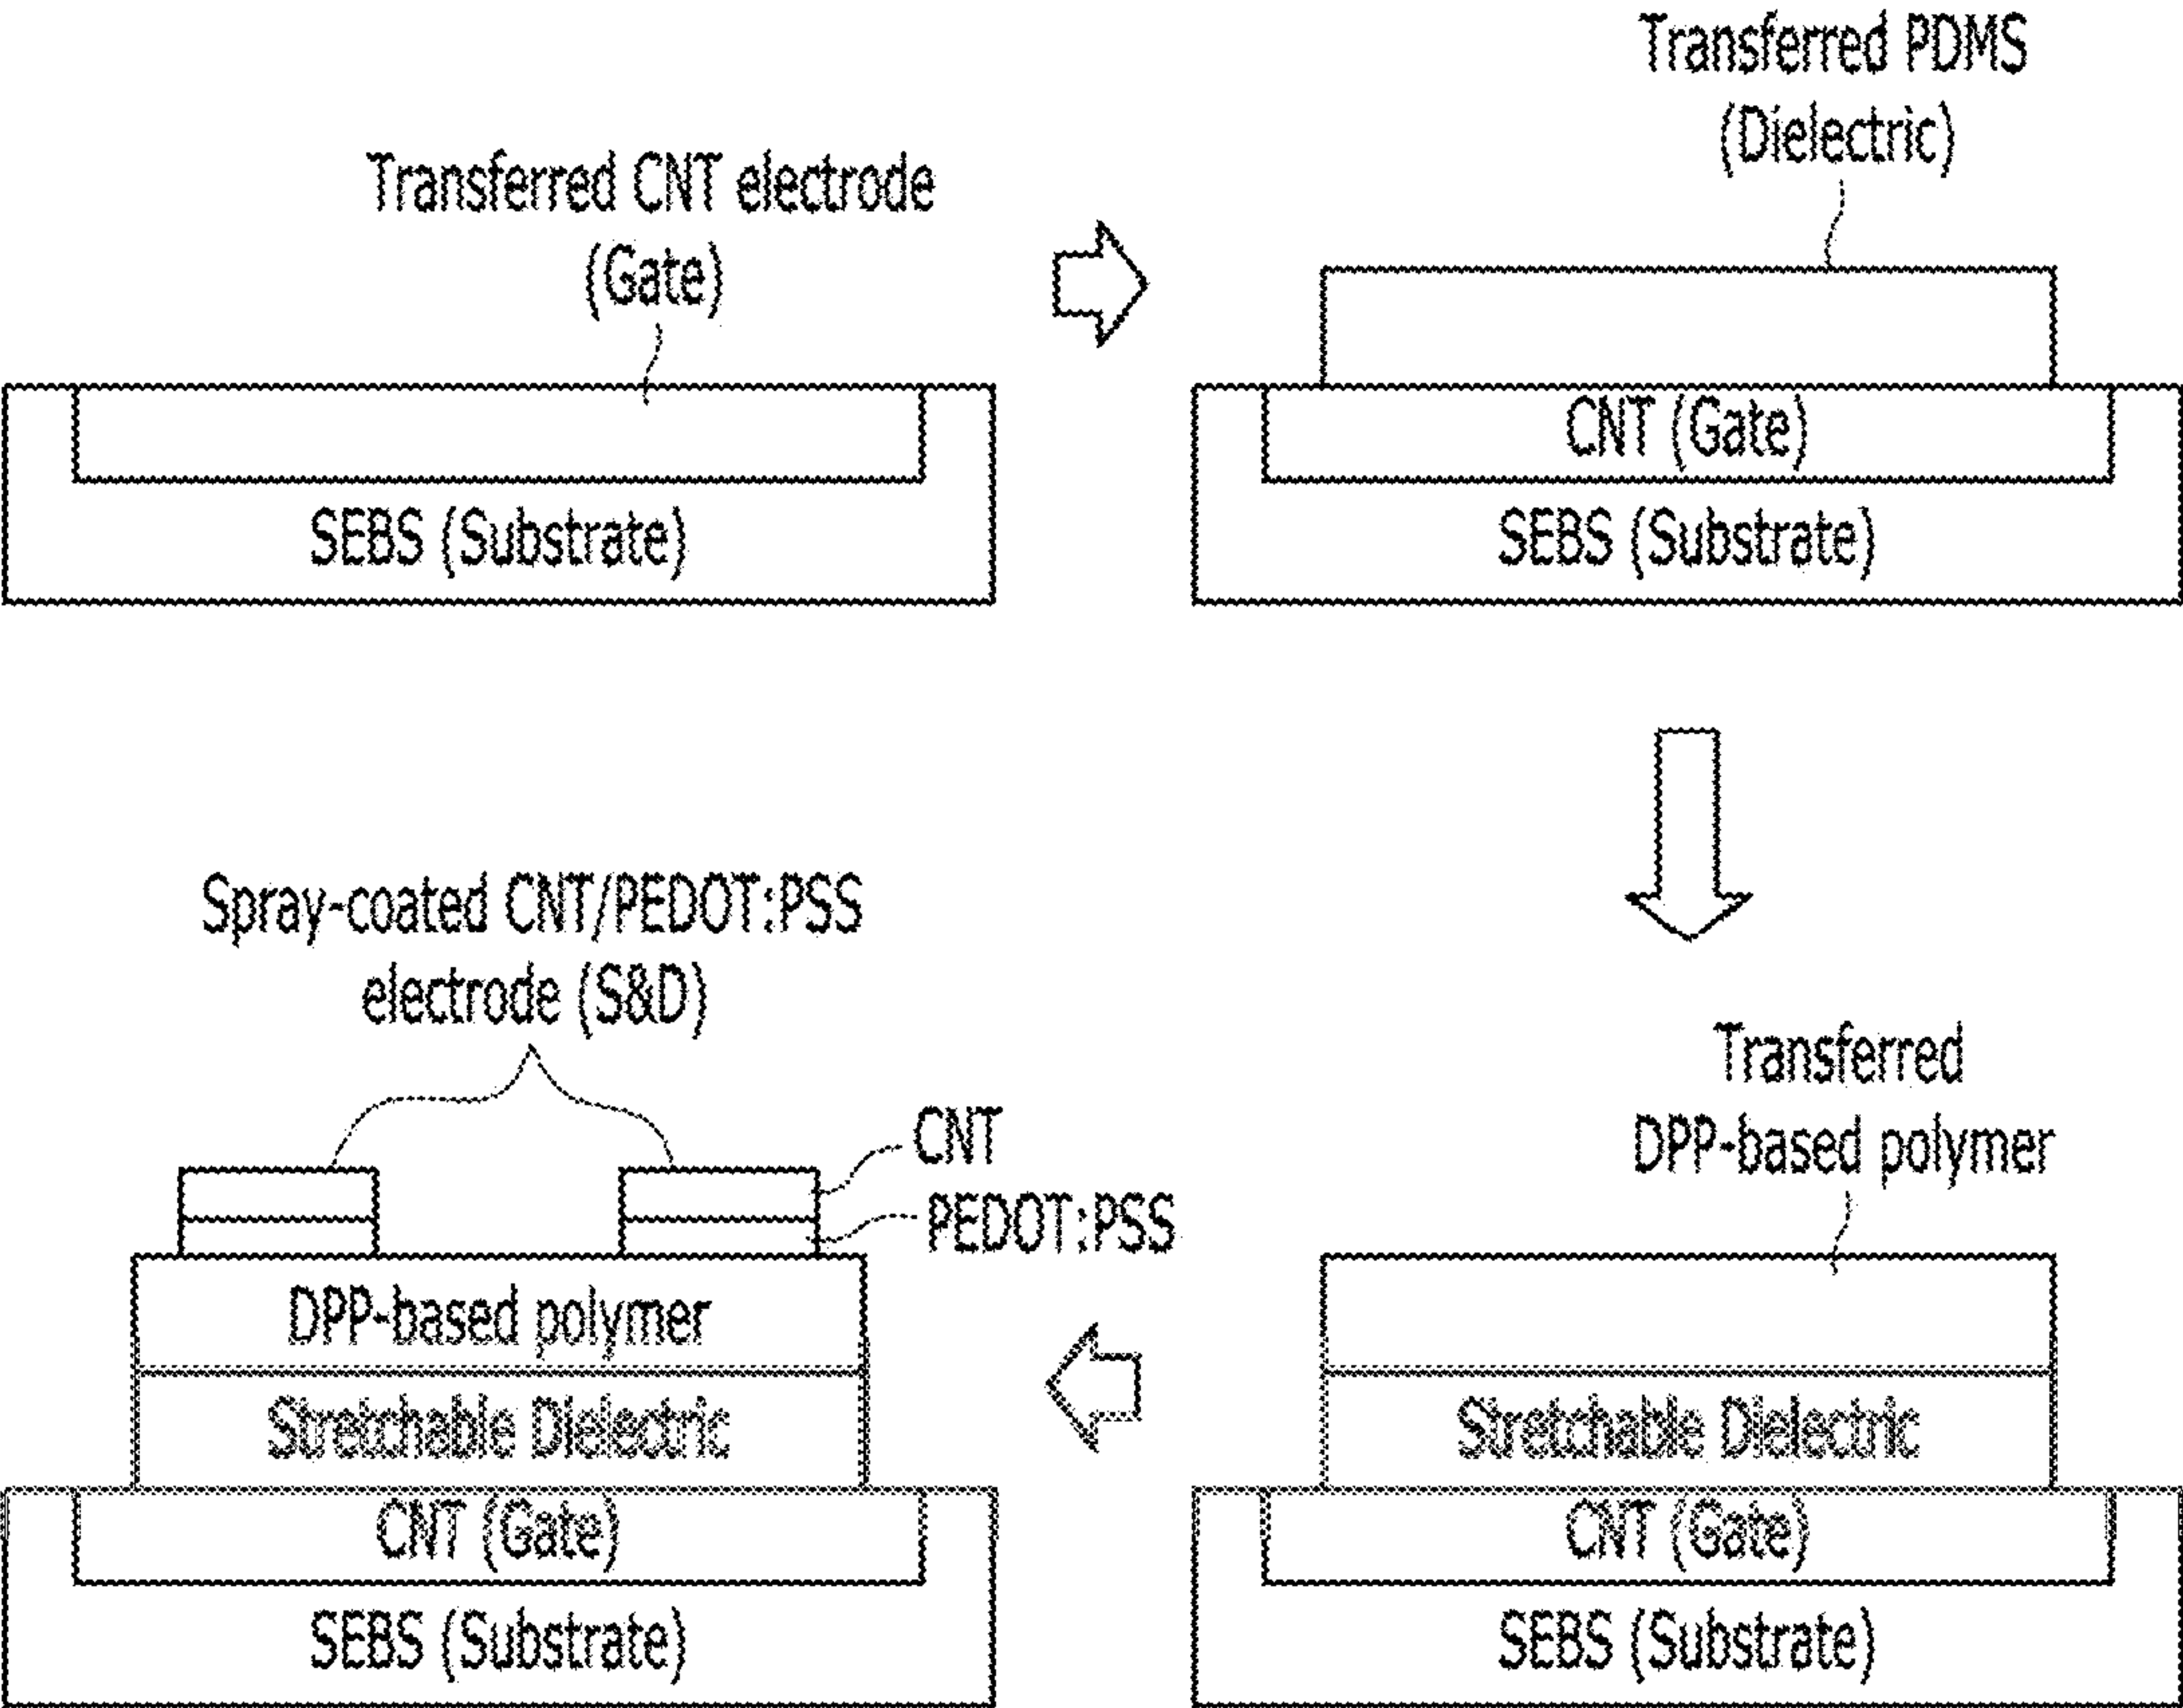 Transferred CNT electrode
(Gate)
SEBS (Substrate)
Transferred PDMS
(Dielectric)
CNT (Gate)
SEBS (Substrate)
Transferred
DPP-based polymer
Stretchable Dielectric
CNT (Gate)
SEBS (Substrate)
Spray-coated CNT/PEDOT:PSS
electrode (S&D)
CNT
PEDOT:PSS
DPP-based polymer
Stretchable Dielectric
CNT (Gate)
SEBS (Substrate)